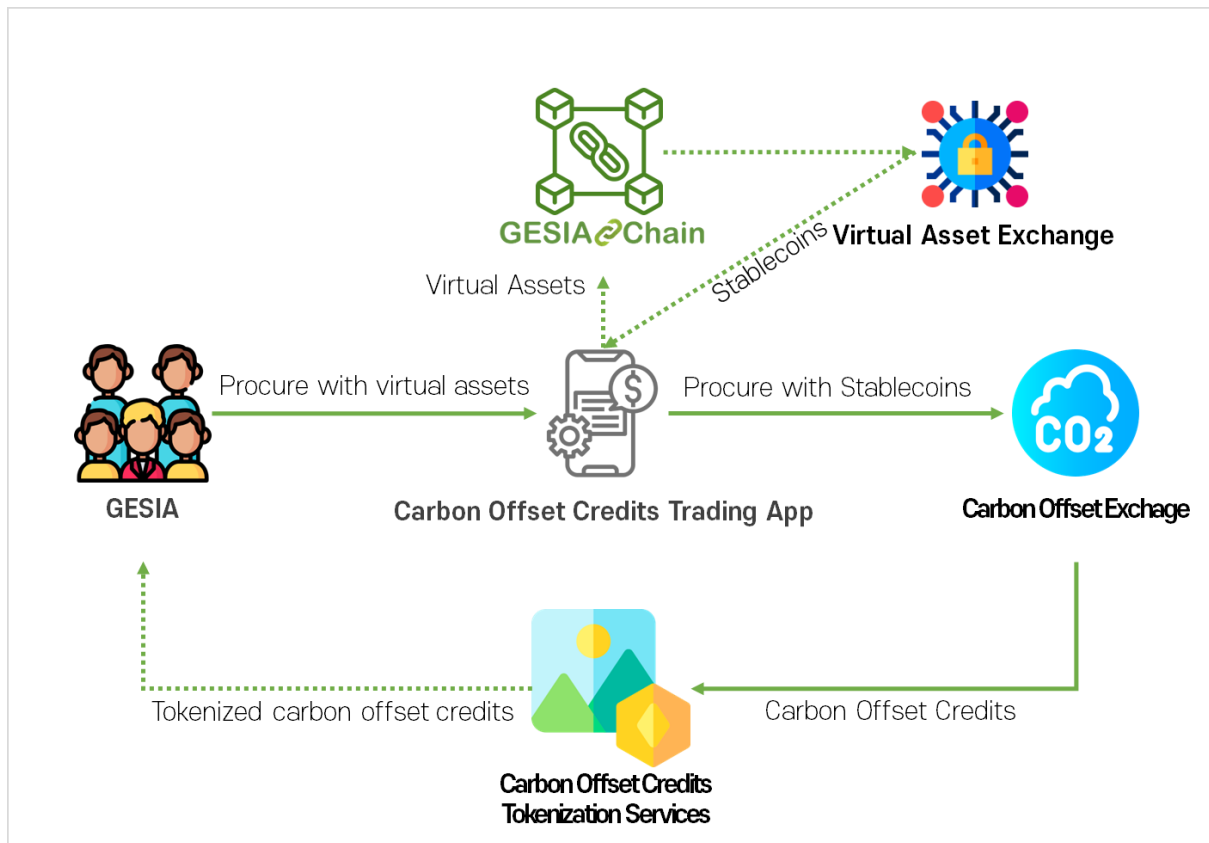 GESIA Chain
Virtual Asset Exchange
Stablecoins
Virtual Assets
Procure with virtual assets
$
Procure with Stablecoins
CO2
GESIA
Carbon Offset Credits Trading App
Carbon Offset Exchage
Tokenized carbon offset credits
Carbon Offset Credits
Carbon Offset Credits
Tokenization Services